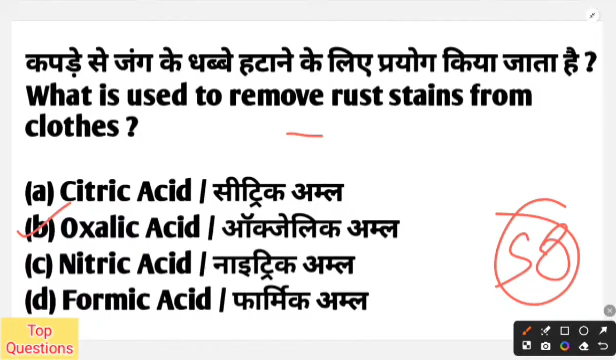 कपड़े से जंग के धब्बे हटाने के लिए प्रयोग किया जाता है ?
What is used to remove rust stains from
clothes ?
(a) Citric Acid / सीट्रिक अम्ल
(b) Oxalic Acid / ऑक्जेलिक अम्ल
(c) Nitric Acid / नाइट्रिक अम्ल
(d) Formic Acid / फार्मिक अम्ल
58
Top
Questions